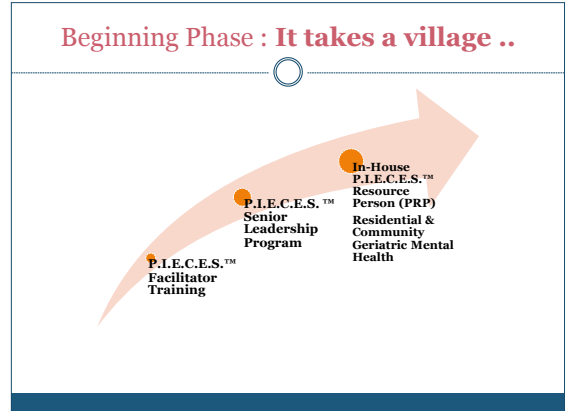 Beginning Phase : It takes a village ..
P.I.E.C.E.S.™
Facilitator
Training
P.I.E.C.E.S. ™
Senior
Leadership
Program
In-House
P.I.E.C.E.S.™
Resource
Person (PRP)
Residential &
Community
Geriatric Mental
Health